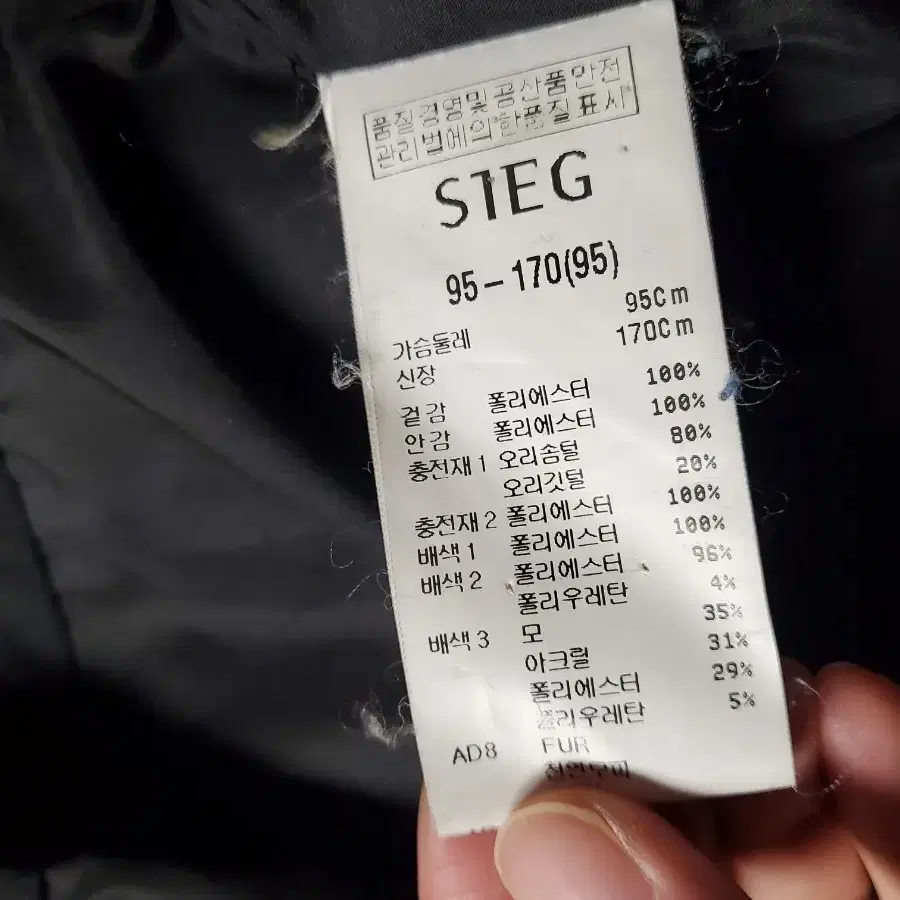 품질경영및공산품안전
관리법에의한품질표시
SIEG
95-170(95)
가슴둘레 95Cm
신장 170Cm
겉감 폴리에스터 100%
안감 폴리에스터 100%
충전재1 오리솜털 80%
오리깃털 20%
충전재2 폴리에스터 100%
배색1 폴리에스터 100%
배색2 폴리에스터 96%
폴리우레탄 4%
배색3 모 35%
아크릴 31%
폴리에스터 29%
폴리우레탄 5%
AD8 FUR